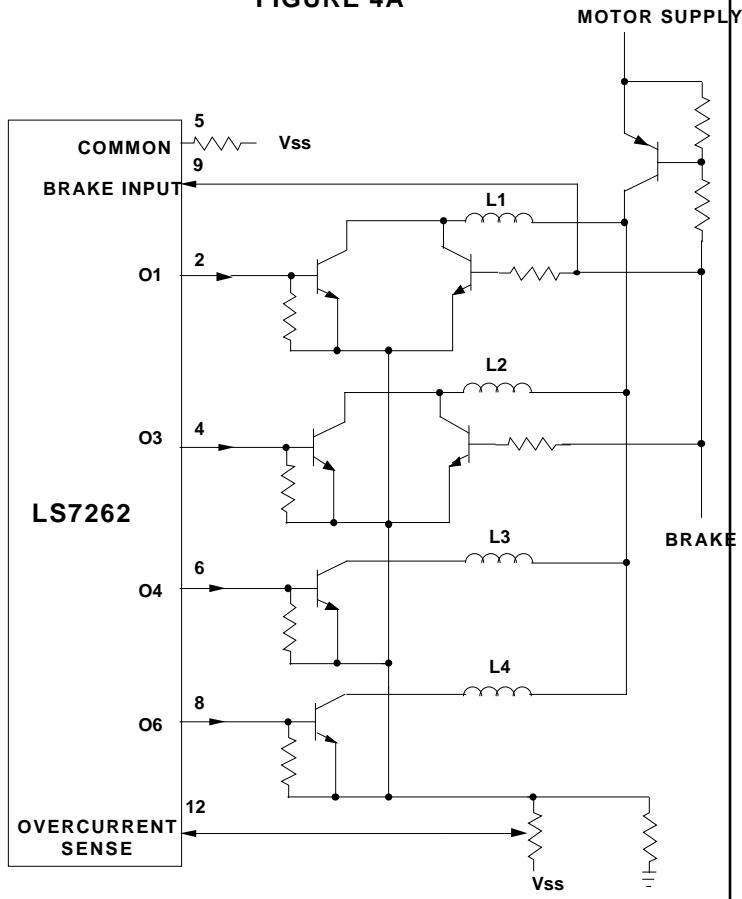 FIGURE 4A
MOTOR SUPPLY
5
COMMON
Vss
9
BRAKE INPUT
L1
2
O1
L2
4
O3
LS7262
BRAKE
L3
6
O4
L4
8
O6
12
OVERCURRENT
SENSE
Vss